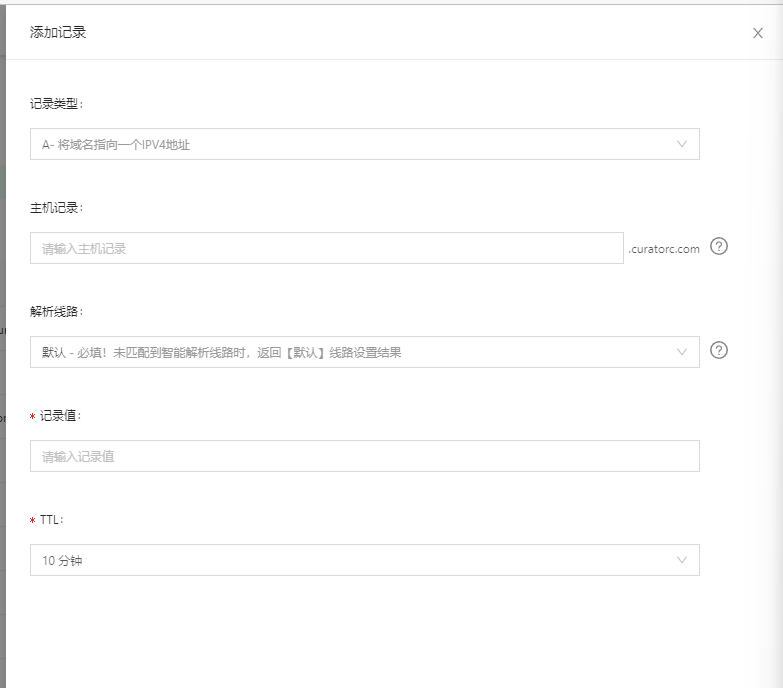 添加记录
记录类型：
A- 将域名指向一个IPV4地址
主机记录：
请输入主机记录
.curatorc.com
解析线路：
默认 - 必填！未匹配到智能解析线路时，返回【默认】线路设置结果
* 记录值：
请输入记录值
* TTL：
10 分钟